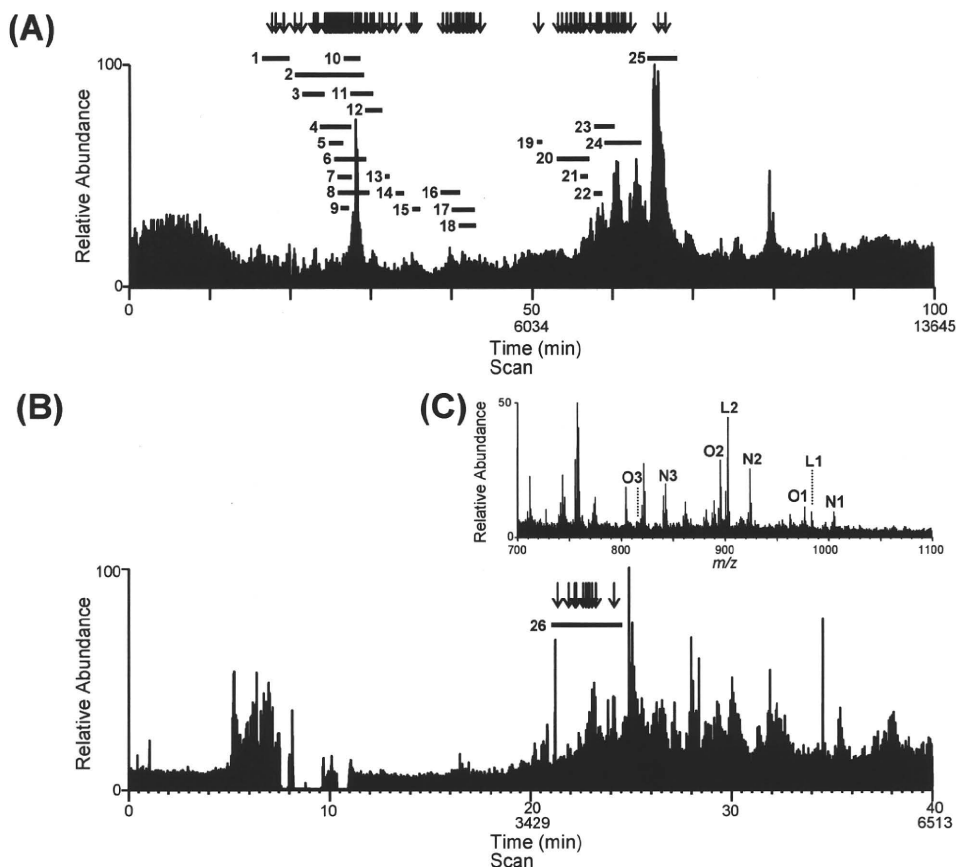 (A)
1 10 25
100
2
3 11
12
4 23
5 19 24
6 20
7 13 21
8 14 16 22
9 15 17
18
Relative Abundance
0
0 50 100
6034 13645
Time (min)
Scan
(B)
(C)
50
L2
O2 N2
L1
O3 N3 O1 N1
Relative Abundance
0
700 800 900 1000 1100
m/z
100
26
Relative Abundance
0
0 10 20 30 40
3429 6513
Time (min)
Scan